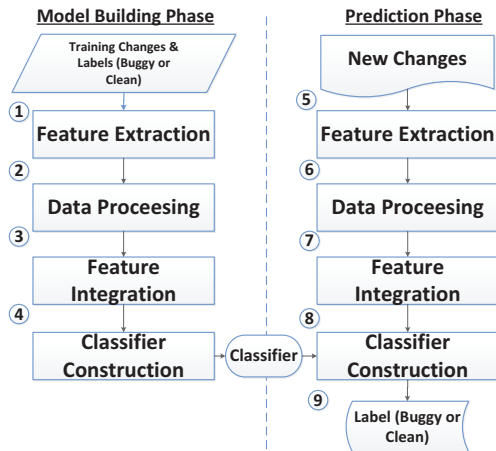 Model Building Phase
Training Changes &
Labels (Buggy or
Clean)
1
Feature Extraction
2
Data Proceesing
3
Feature
Integration
4
Classifier
Construction
Classifier
Prediction Phase
New Changes
5
Feature Extraction
6
Data Proceesing
7
Feature
Integration
8
Classifier
Construction
9
Label (Buggy or
Clean)